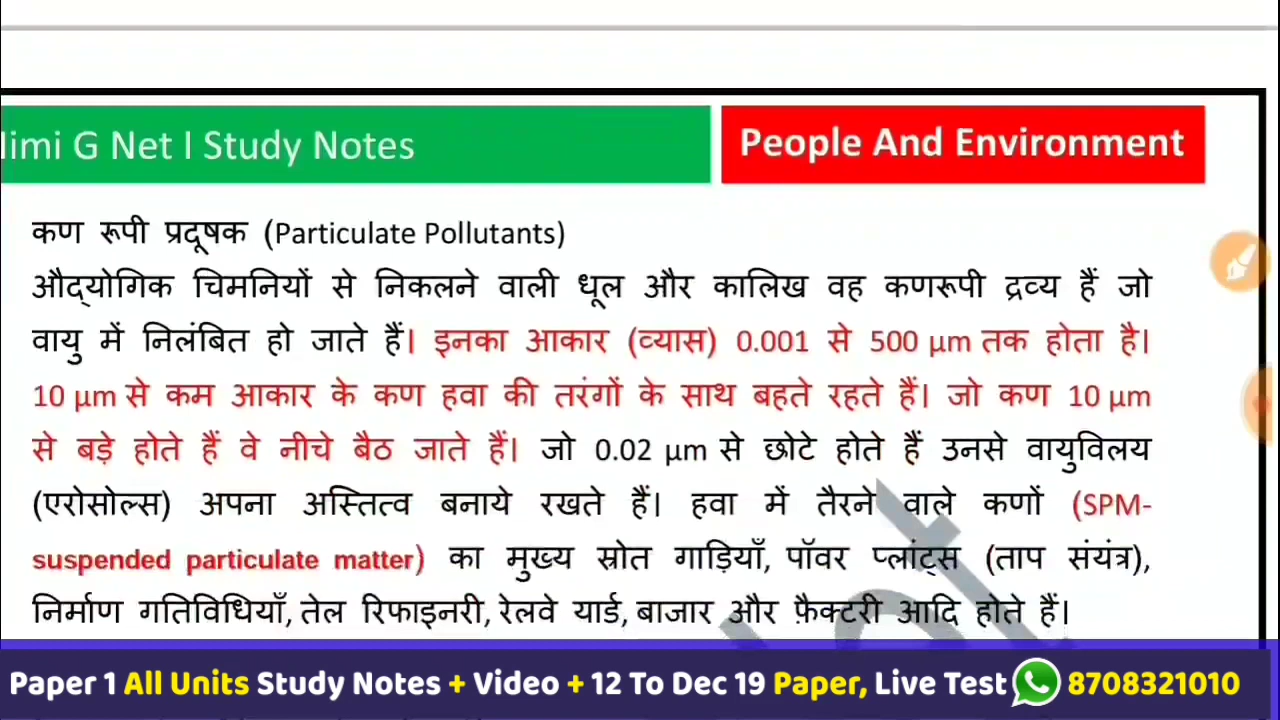 imi G Net l Study Notes
People And Environment
कण रूपी प्रदूषक (Particulate Pollutants)
औद्योगिक चिमनियों से निकलने वाली धूल और कालिख वह कणरूपी द्रव्य हैं जो
वायु में निलंबित हो जाते हैं। इनका आकार (व्यास) 0.001 से 500 µm तक होता है।
10 µm से कम आकार के कण हवा की तरंगों के साथ बहते रहते हैं। जो कण 10 µm
से बड़े होते हैं वे नीचे बैठ जाते हैं। जो 0.02 µm से छोटे होते हैं उनसे वायुविलय
(एरोसोल्स) अपना अस्तित्व बनाये रखते हैं। हवा में तैरने वाले कणों (SPM-
suspended particulate matter) का मुख्य स्रोत गाड़ियाँ, पॉवर प्लांट्स (ताप संयंत्र),
निर्माण गतिविधियाँ, तेल रिफाइनरी, रेलवे यार्ड, बाजार और फ़ैक्टरी आदि होते हैं।
Paper 1 All Units Study Notes + Video + 12 To Dec 19 Paper, Live Test 8708321010